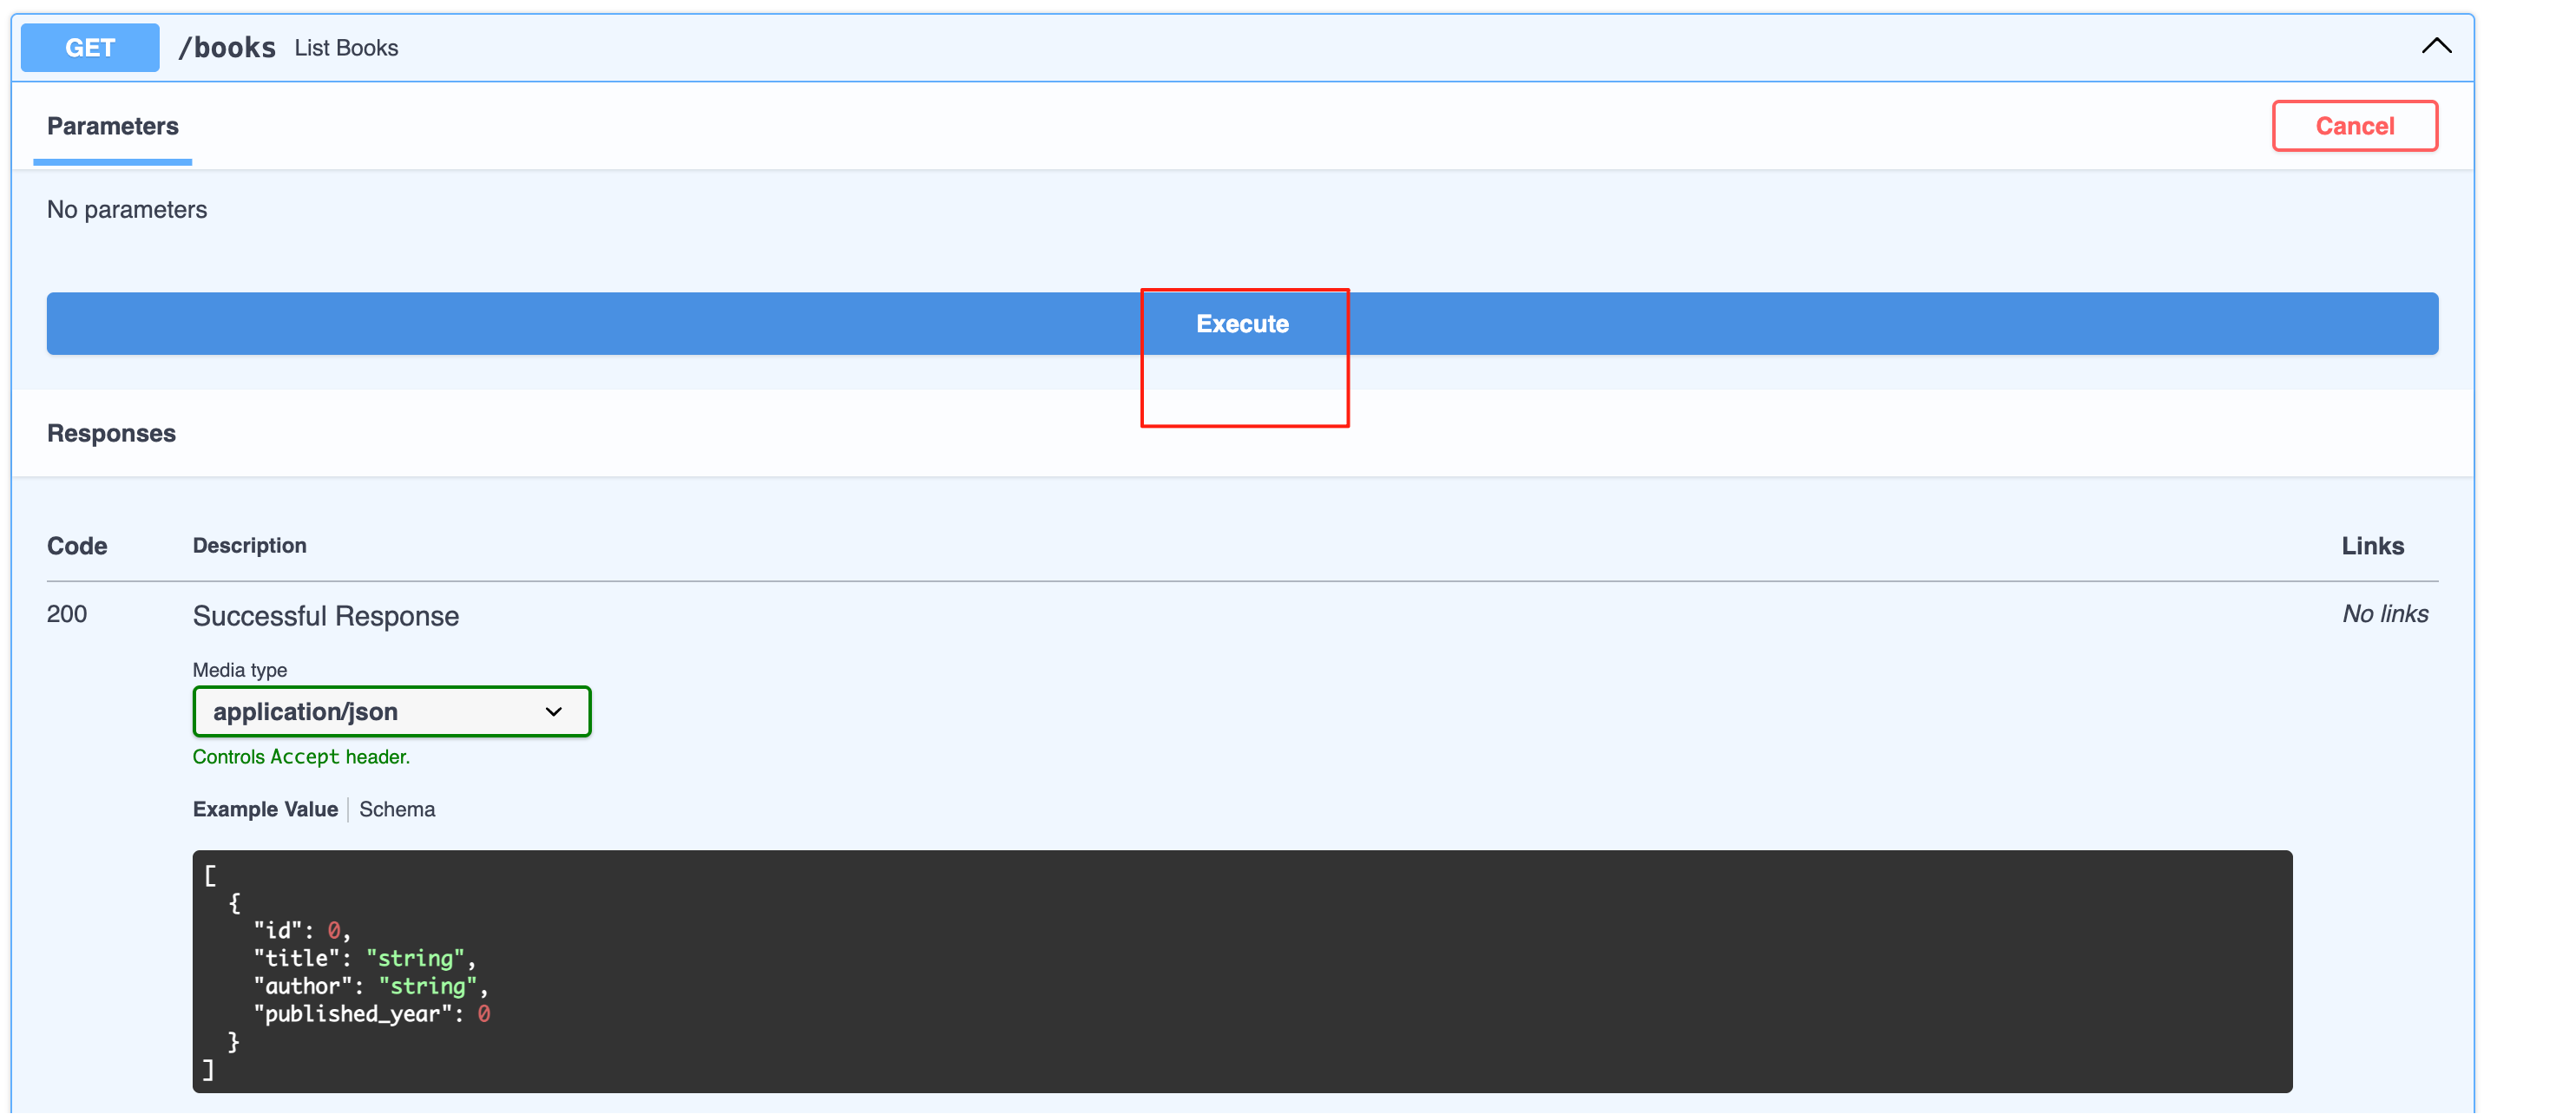 GET /books List Books
Parameters
Cancel
No parameters
Execute
Responses
Code Description Links
200 Successful Response No links
Media type
application/json
Controls Accept header.
Example Value Schema
[
  {
    "id": 0,
    "title": "string",
    "author": "string",
    "published_year": 0
  }
]